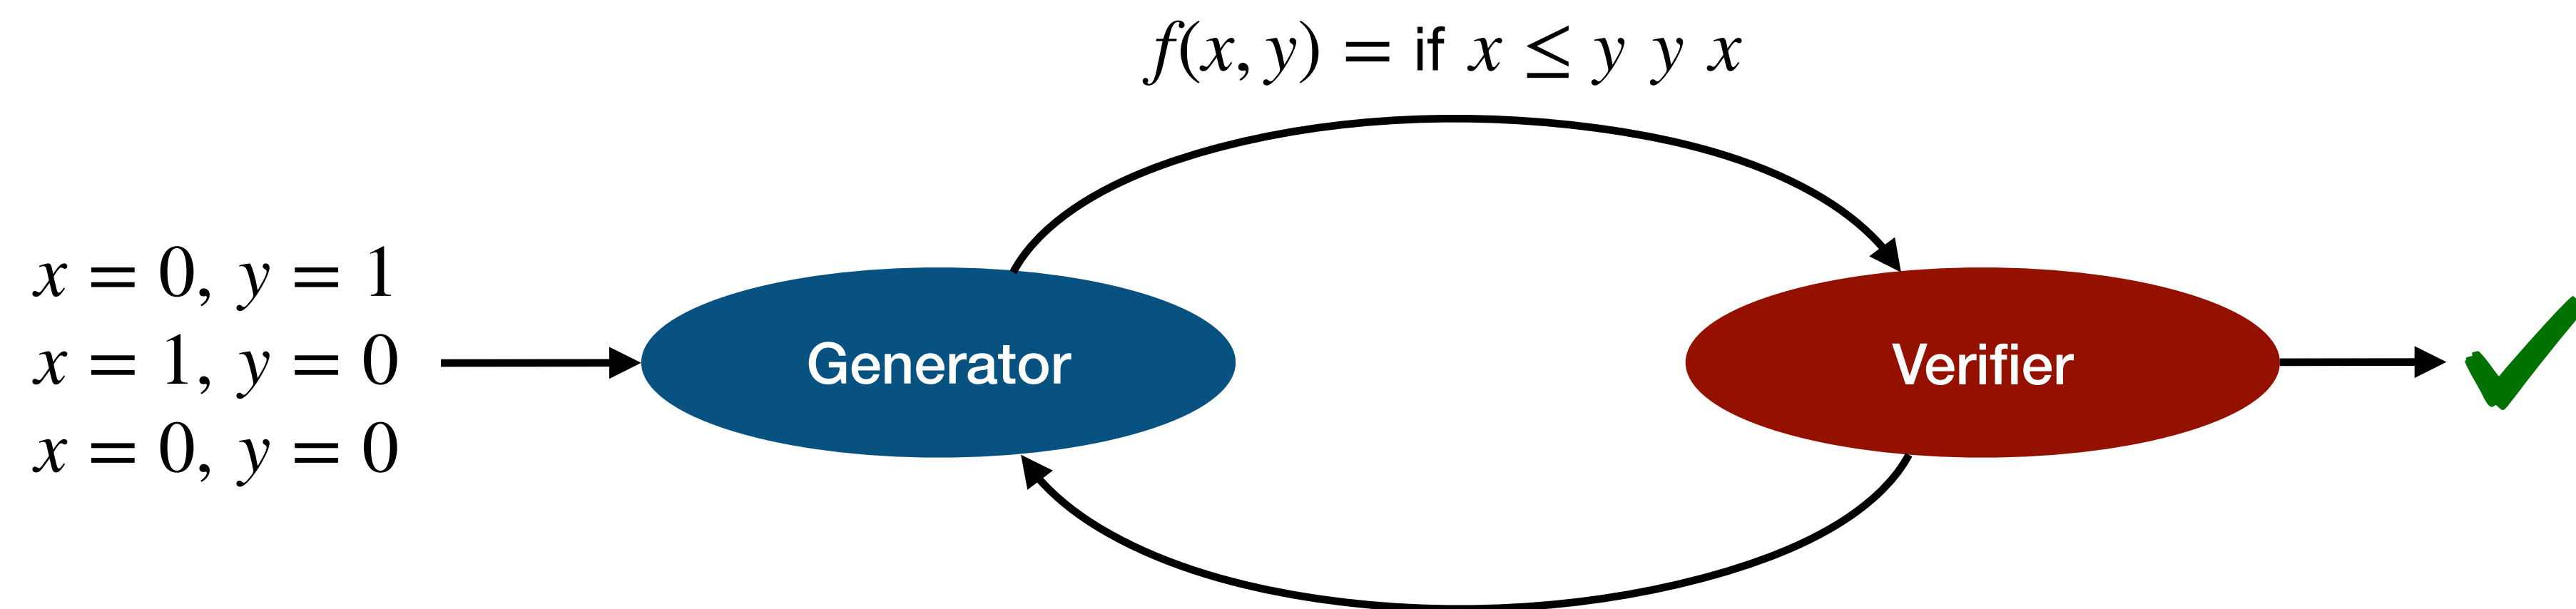 f(x, y) = if x ≤ y y x
x = 0, y = 1
x = 1, y = 0
x = 0, y = 0
Generator
Verifier